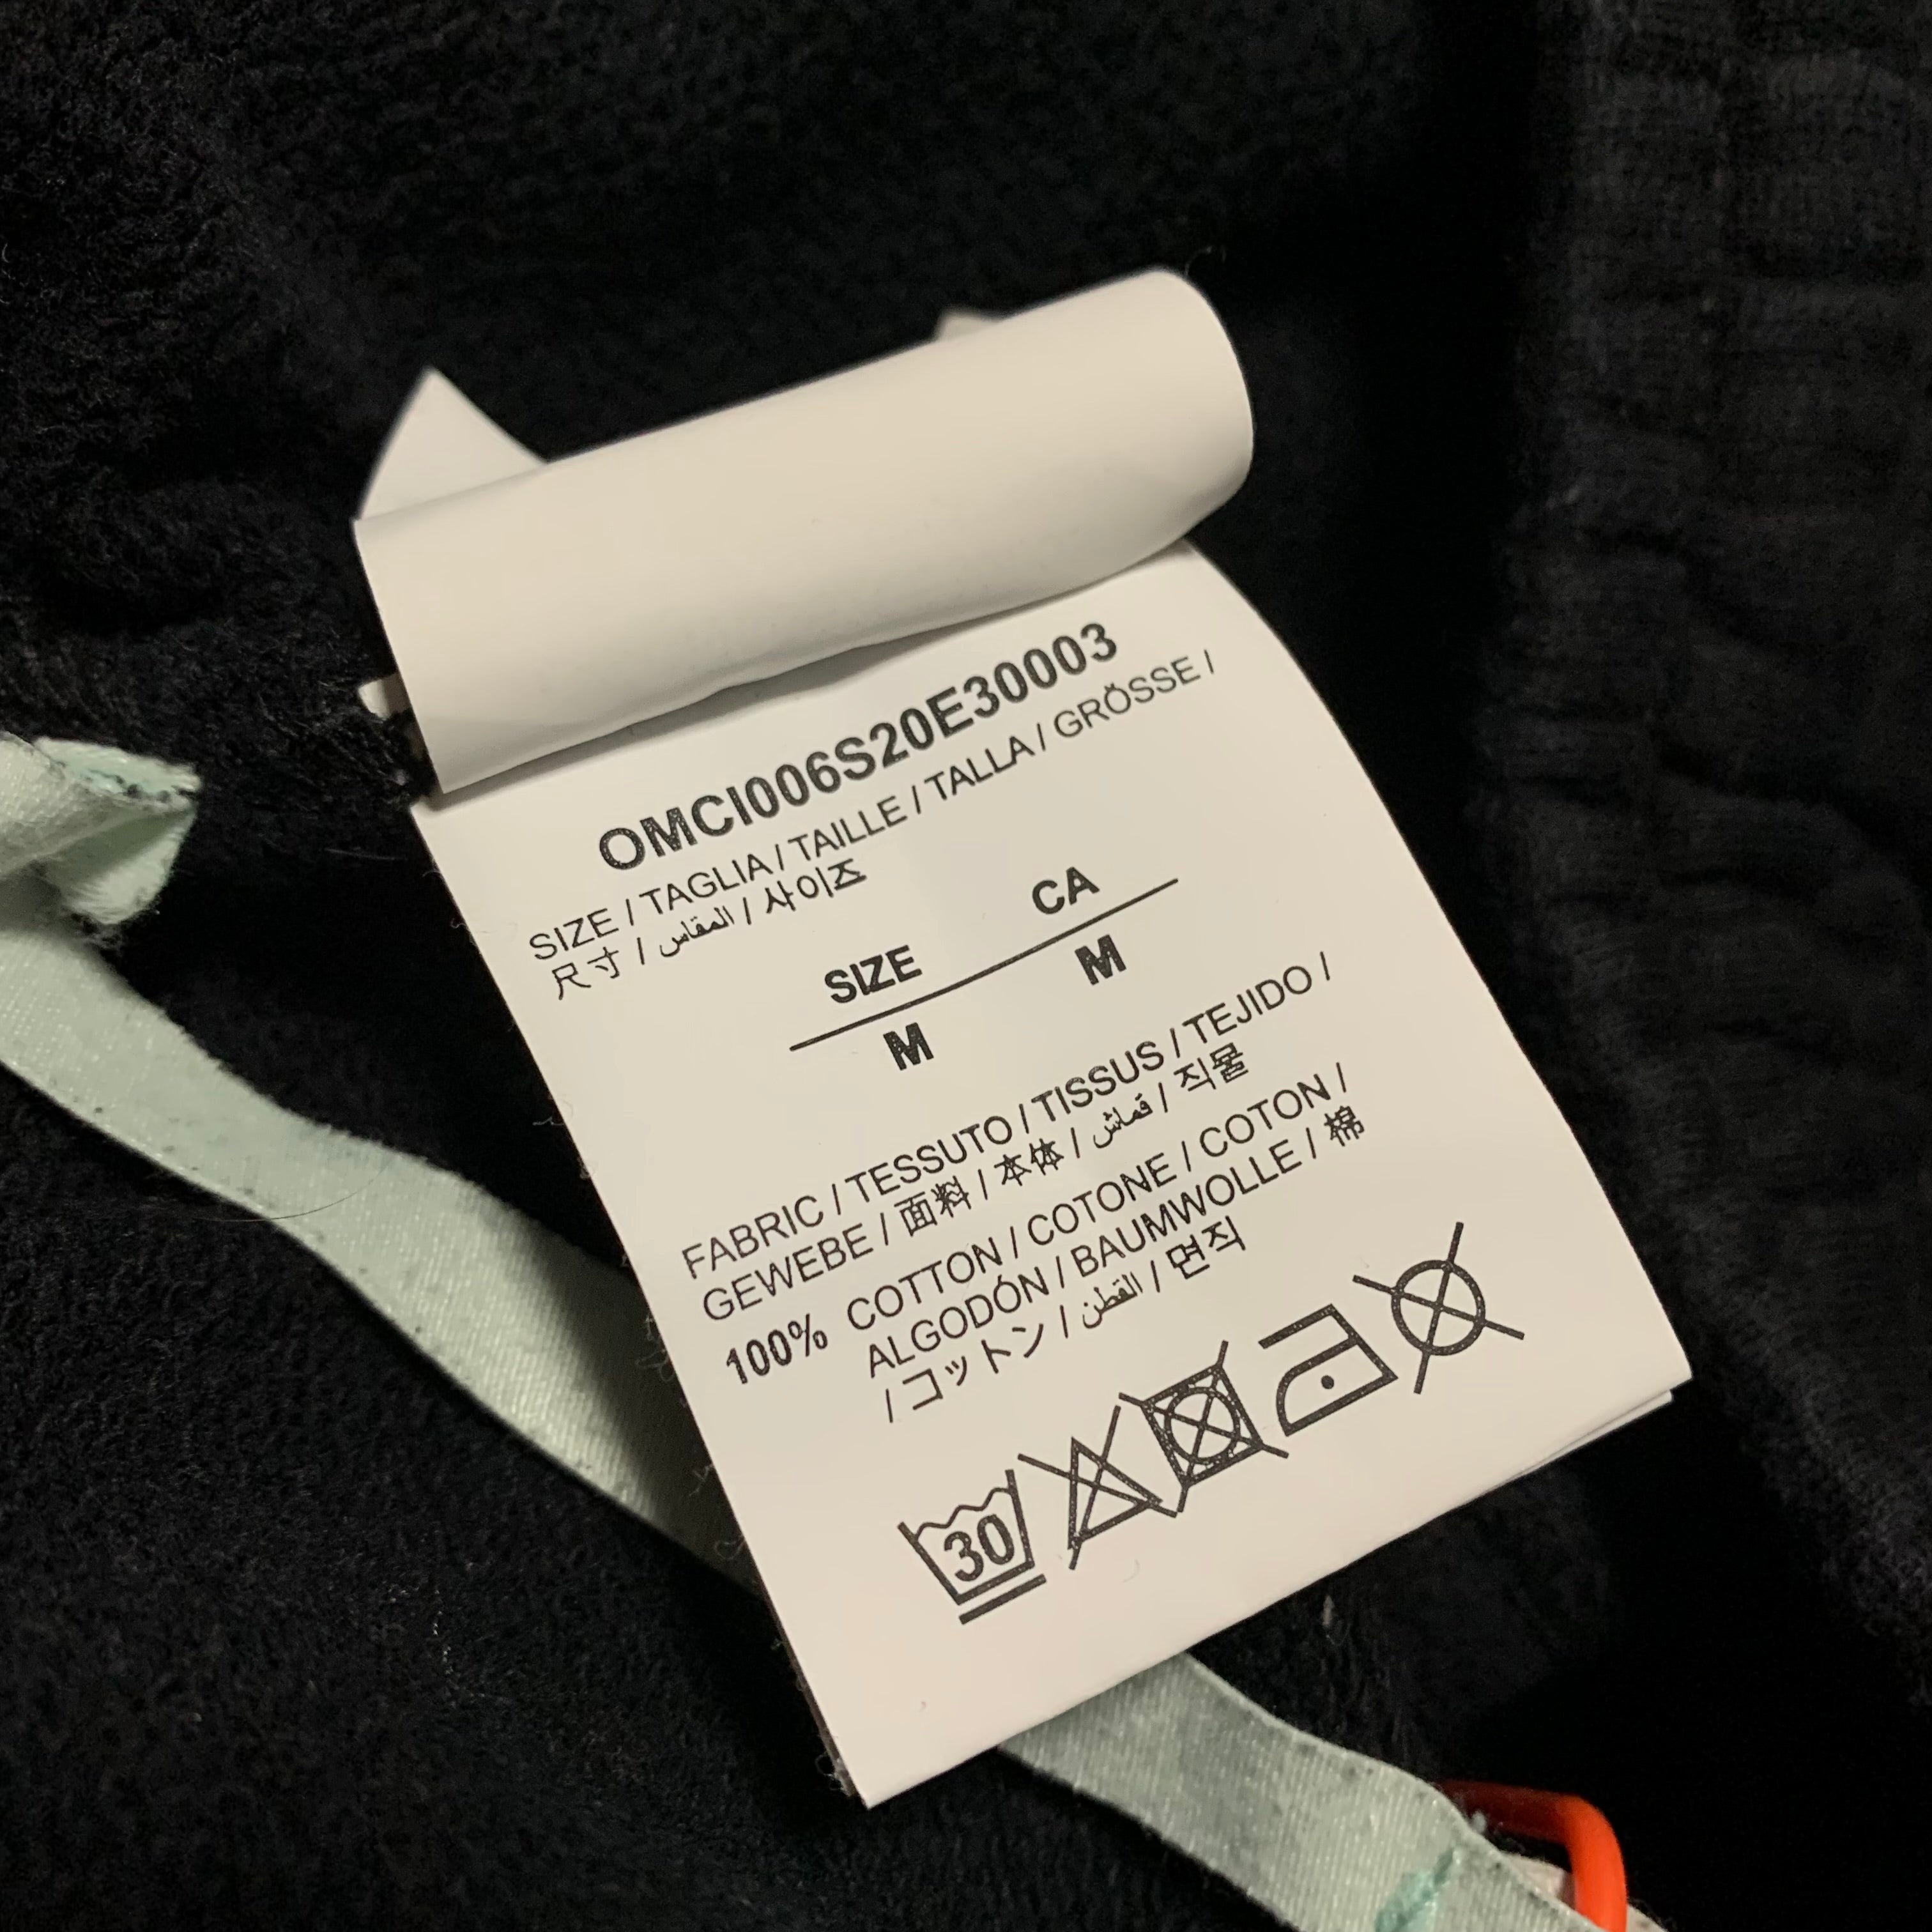 OMCI006S20E30003
SIZE / TAGLIA / TAILLE / TALLA / GRÖSSE /
尺寸 / المقاس / 사이즈
SIZE CA
M M
FABRIC / TESSUTO / TISSUS / TEJIDO /
GEWEBE / 面料 / 本体 / قماش / 직물
100% COTTON / COTONE / COTON /
ALGODÓN / BAUMWOLLE / 棉
/ コットン / القطن / 면직
30